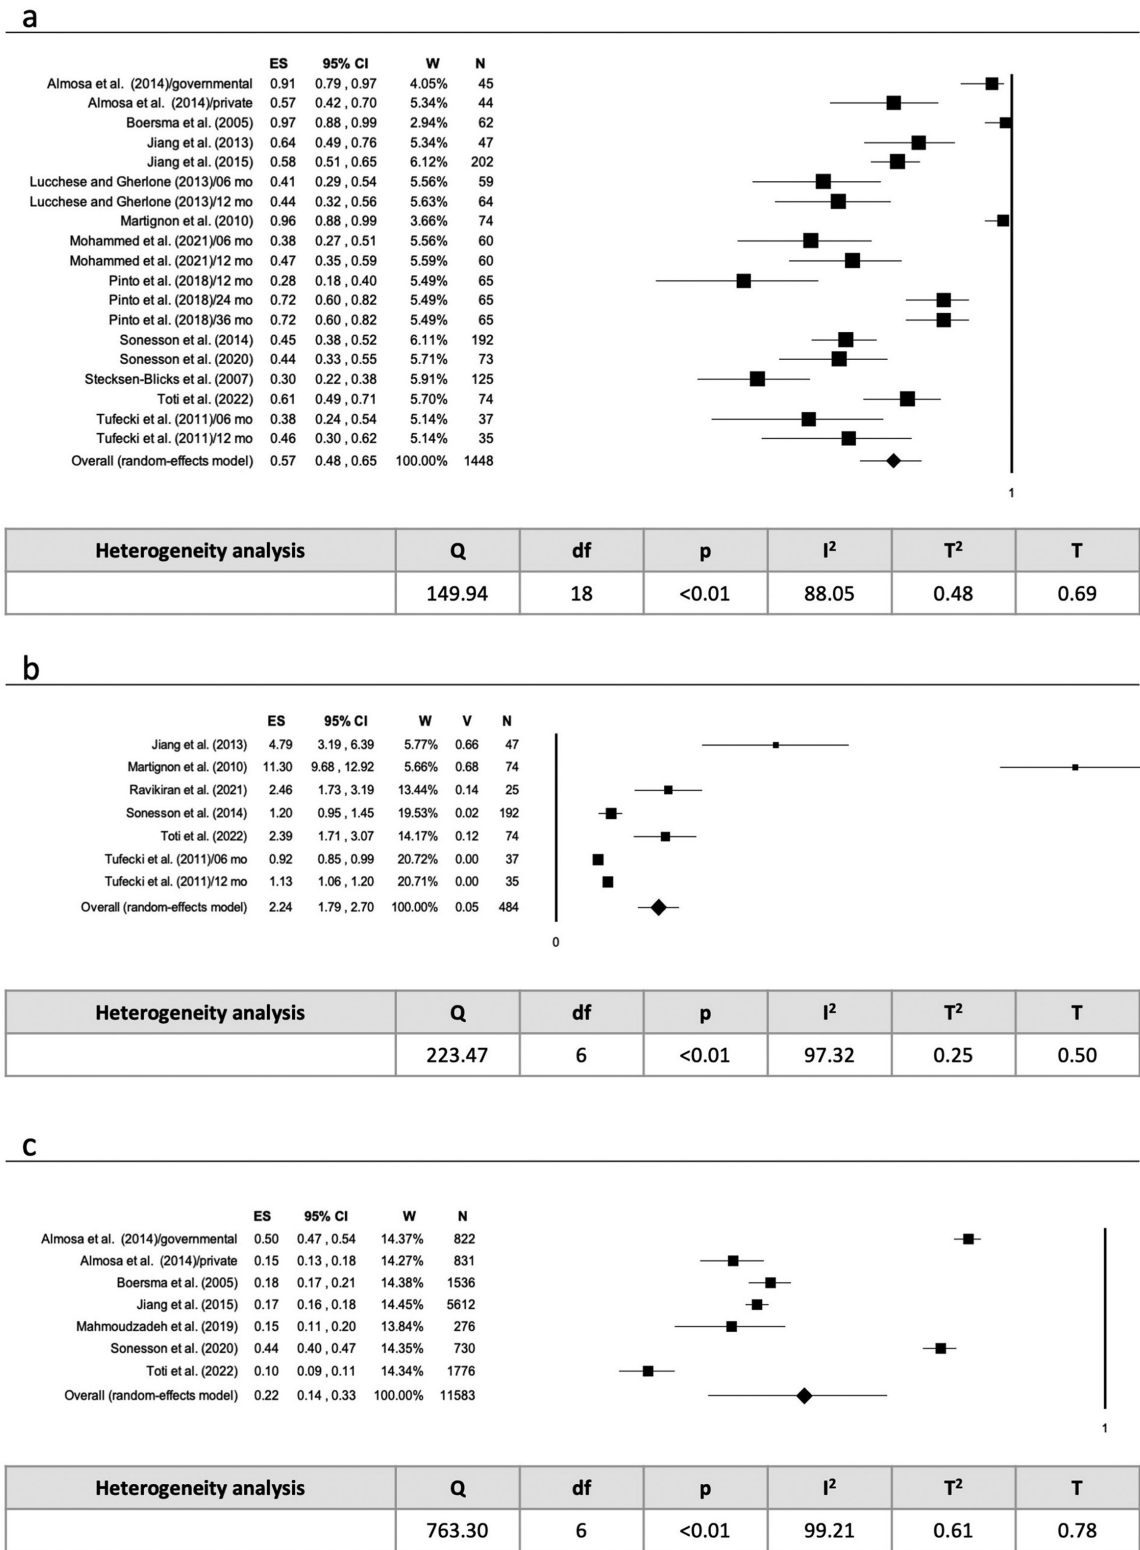 a
ES 95% CI W N
Almosa et al. (2014)/governmental 0.91 0.79 , 0.97 4.05% 45
Almosa et al. (2014)/private 0.57 0.42 , 0.70 5.34% 44
Boersma et al. (2005) 0.97 0.88 , 0.99 2.94% 62
Jiang et al. (2013) 0.64 0.49 , 0.76 5.34% 47
Jiang et al. (2015) 0.58 0.51 , 0.65 6.12% 202
Lucchese and Gherlone (2013)/06 mo 0.41 0.29 , 0.54 5.56% 59
Lucchese and Gherlone (2013)/12 mo 0.44 0.32 , 0.56 5.63% 64
Martignon et al. (2010) 0.96 0.88 , 0.99 3.66% 74
Mohammed et al. (2021)/06 mo 0.38 0.27 , 0.51 5.56% 60
Mohammed et al. (2021)/12 mo 0.47 0.35 , 0.59 5.59% 60
Pinto et al. (2018)/12 mo 0.28 0.18 , 0.40 5.49% 65
Pinto et al. (2018)/24 mo 0.72 0.60 , 0.82 5.49% 65
Pinto et al. (2018)/36 mo 0.72 0.60 , 0.82 5.49% 65
Sonesson et al. (2014) 0.45 0.38 , 0.52 6.11% 192
Sonesson et al. (2020) 0.44 0.33 , 0.55 5.71% 73
Stecksen-Blicks et al. (2007) 0.30 0.22 , 0.38 5.91% 125
Toti et al. (2022) 0.61 0.49 , 0.71 5.70% 74
Tufecki et al. (2011)/06 mo 0.38 0.24 , 0.54 5.14% 37
Tufecki et al. (2011)/12 mo 0.46 0.30 , 0.62 5.14% 35
Overall (random-effects model) 0.57 0.48 , 0.65 100.00% 1448
1
Heterogeneity analysis Q df p I² T² T
149.94 18 <0.01 88.05 0.48 0.69
b
ES 95% CI W V N
Jiang et al. (2013) 4.79 3.19 , 6.39 5.77% 0.66 47
Martignon et al. (2010) 11.30 9.68 , 12.92 5.66% 0.68 74
Ravikiran et al. (2021) 2.46 1.73 , 3.19 13.44% 0.14 25
Sonesson et al. (2014) 1.20 0.95 , 1.45 19.53% 0.02 192
Toti et al. (2022) 2.39 1.71 , 3.07 14.17% 0.12 74
Tufecki et al. (2011)/06 mo 0.92 0.85 , 0.99 20.72% 0.00 37
Tufecki et al. (2011)/12 mo 1.13 1.06 , 1.20 20.71% 0.00 35
Overall (random-effects model) 2.24 1.79 , 2.70 100.00% 0.05 484
0
Heterogeneity analysis Q df p I² T² T
223.47 6 <0.01 97.32 0.25 0.50
c
ES 95% CI W N
Almosa et al. (2014)/governmental 0.50 0.47 , 0.54 14.37% 822
Almosa et al. (2014)/private 0.15 0.13 , 0.18 14.27% 831
Boersma et al. (2005) 0.18 0.17 , 0.21 14.38% 1536
Jiang et al. (2015) 0.17 0.16 , 0.18 14.45% 5612
Mahmoudzadeh et al. (2019) 0.15 0.11 , 0.20 13.84% 276
Sonesson et al. (2020) 0.44 0.40 , 0.47 14.35% 730
Toti et al. (2022) 0.10 0.09 , 0.11 14.34% 1776
Overall (random-effects model) 0.22 0.14 , 0.33 100.00% 11583
1
Heterogeneity analysis Q df p I² T² T
763.30 6 <0.01 99.21 0.61 0.78